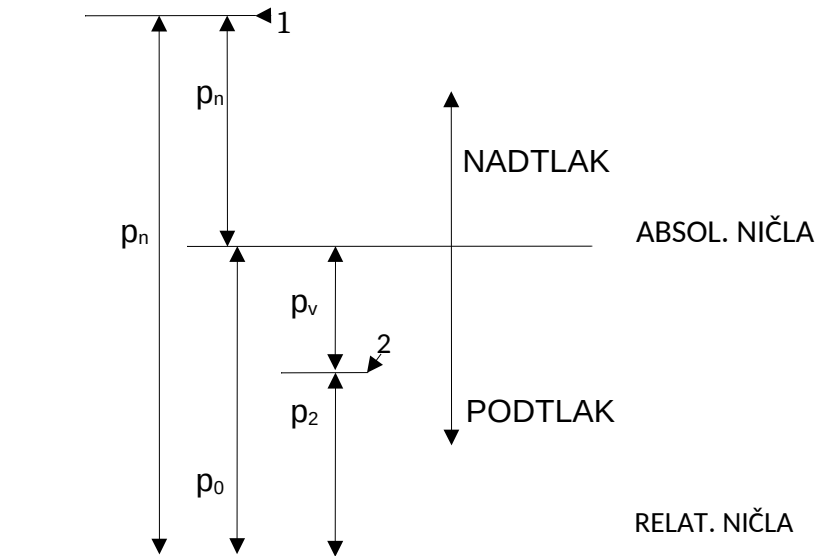 1
pn
NADTLAK
pn
ABSOL. NIČLA
pv
2
p2
PODTLAK
p0
RELAT. NIČLA